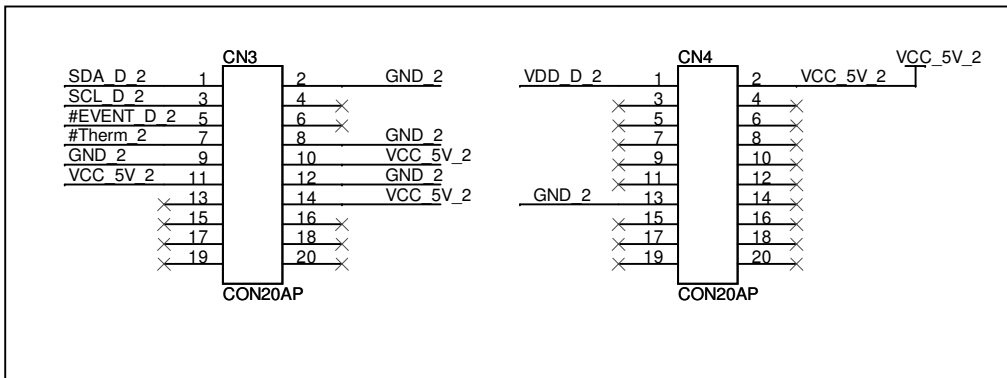 CN3
SDA_D_2 1 2 GND_2
SCL_D_2 3 4
#EVENT_D_2 5 6
#Therm_2 7 8 GND_2
GND_2 9 10 VCC_5V_2
VCC_5V_2 11 12 GND_2
13 14 VCC_5V_2
15 16
17 18
19 20
CON20AP
CN4
VCC_5V_2
VDD_D_2 1 2 VCC_5V_2
3 4
5 6
7 8
9 10
11 12
GND_2 13 14
15 16
17 18
19 20
CON20AP